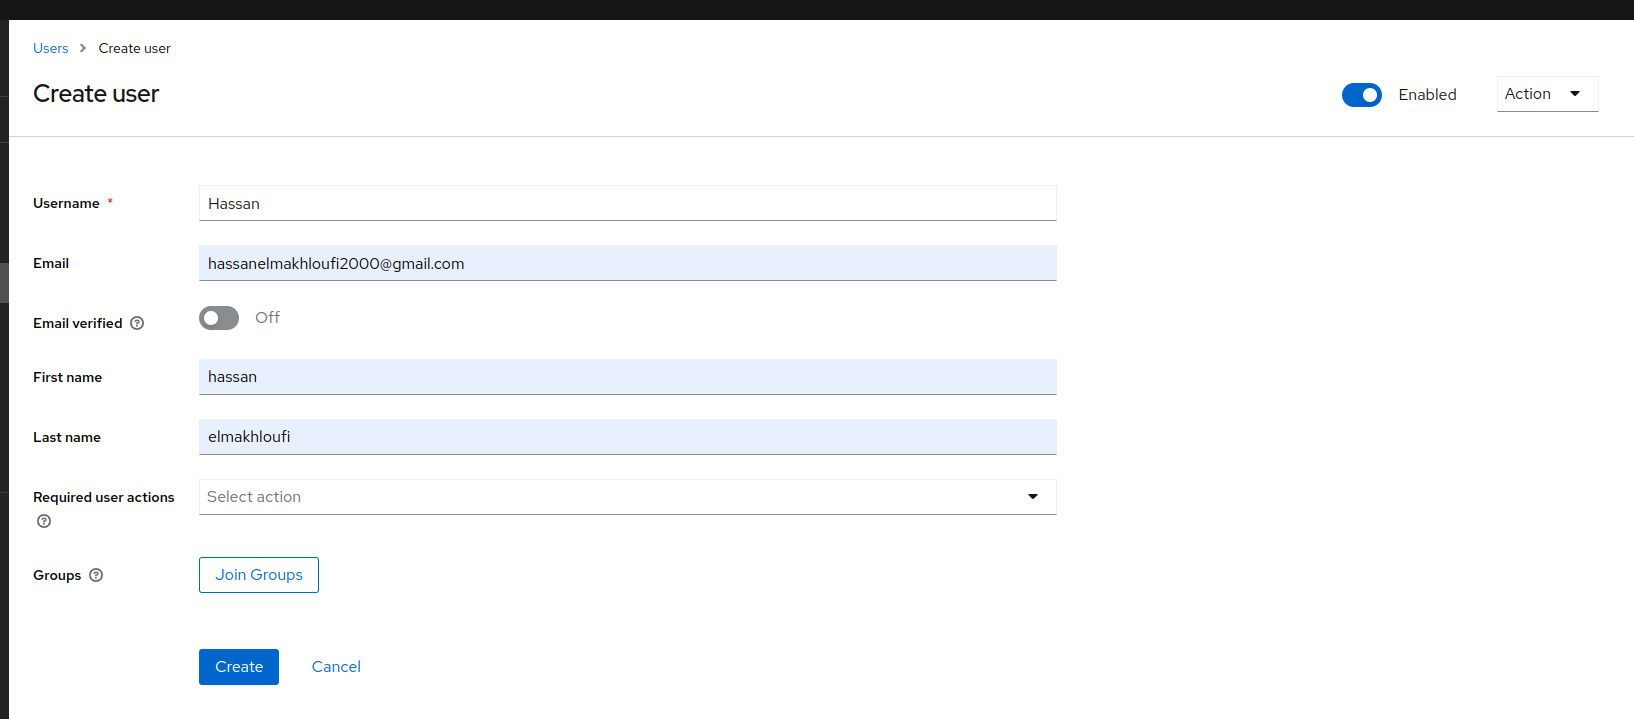 Users > Create user
Create user
Enabled
Action
Username *
Hassan
Email
hassanelmakhloufi2000@gmail.com
Email verified
Off
First name
hassan
Last name
elmakhloufi
Required user actions
Select action
Groups
Join Groups
Create
Cancel